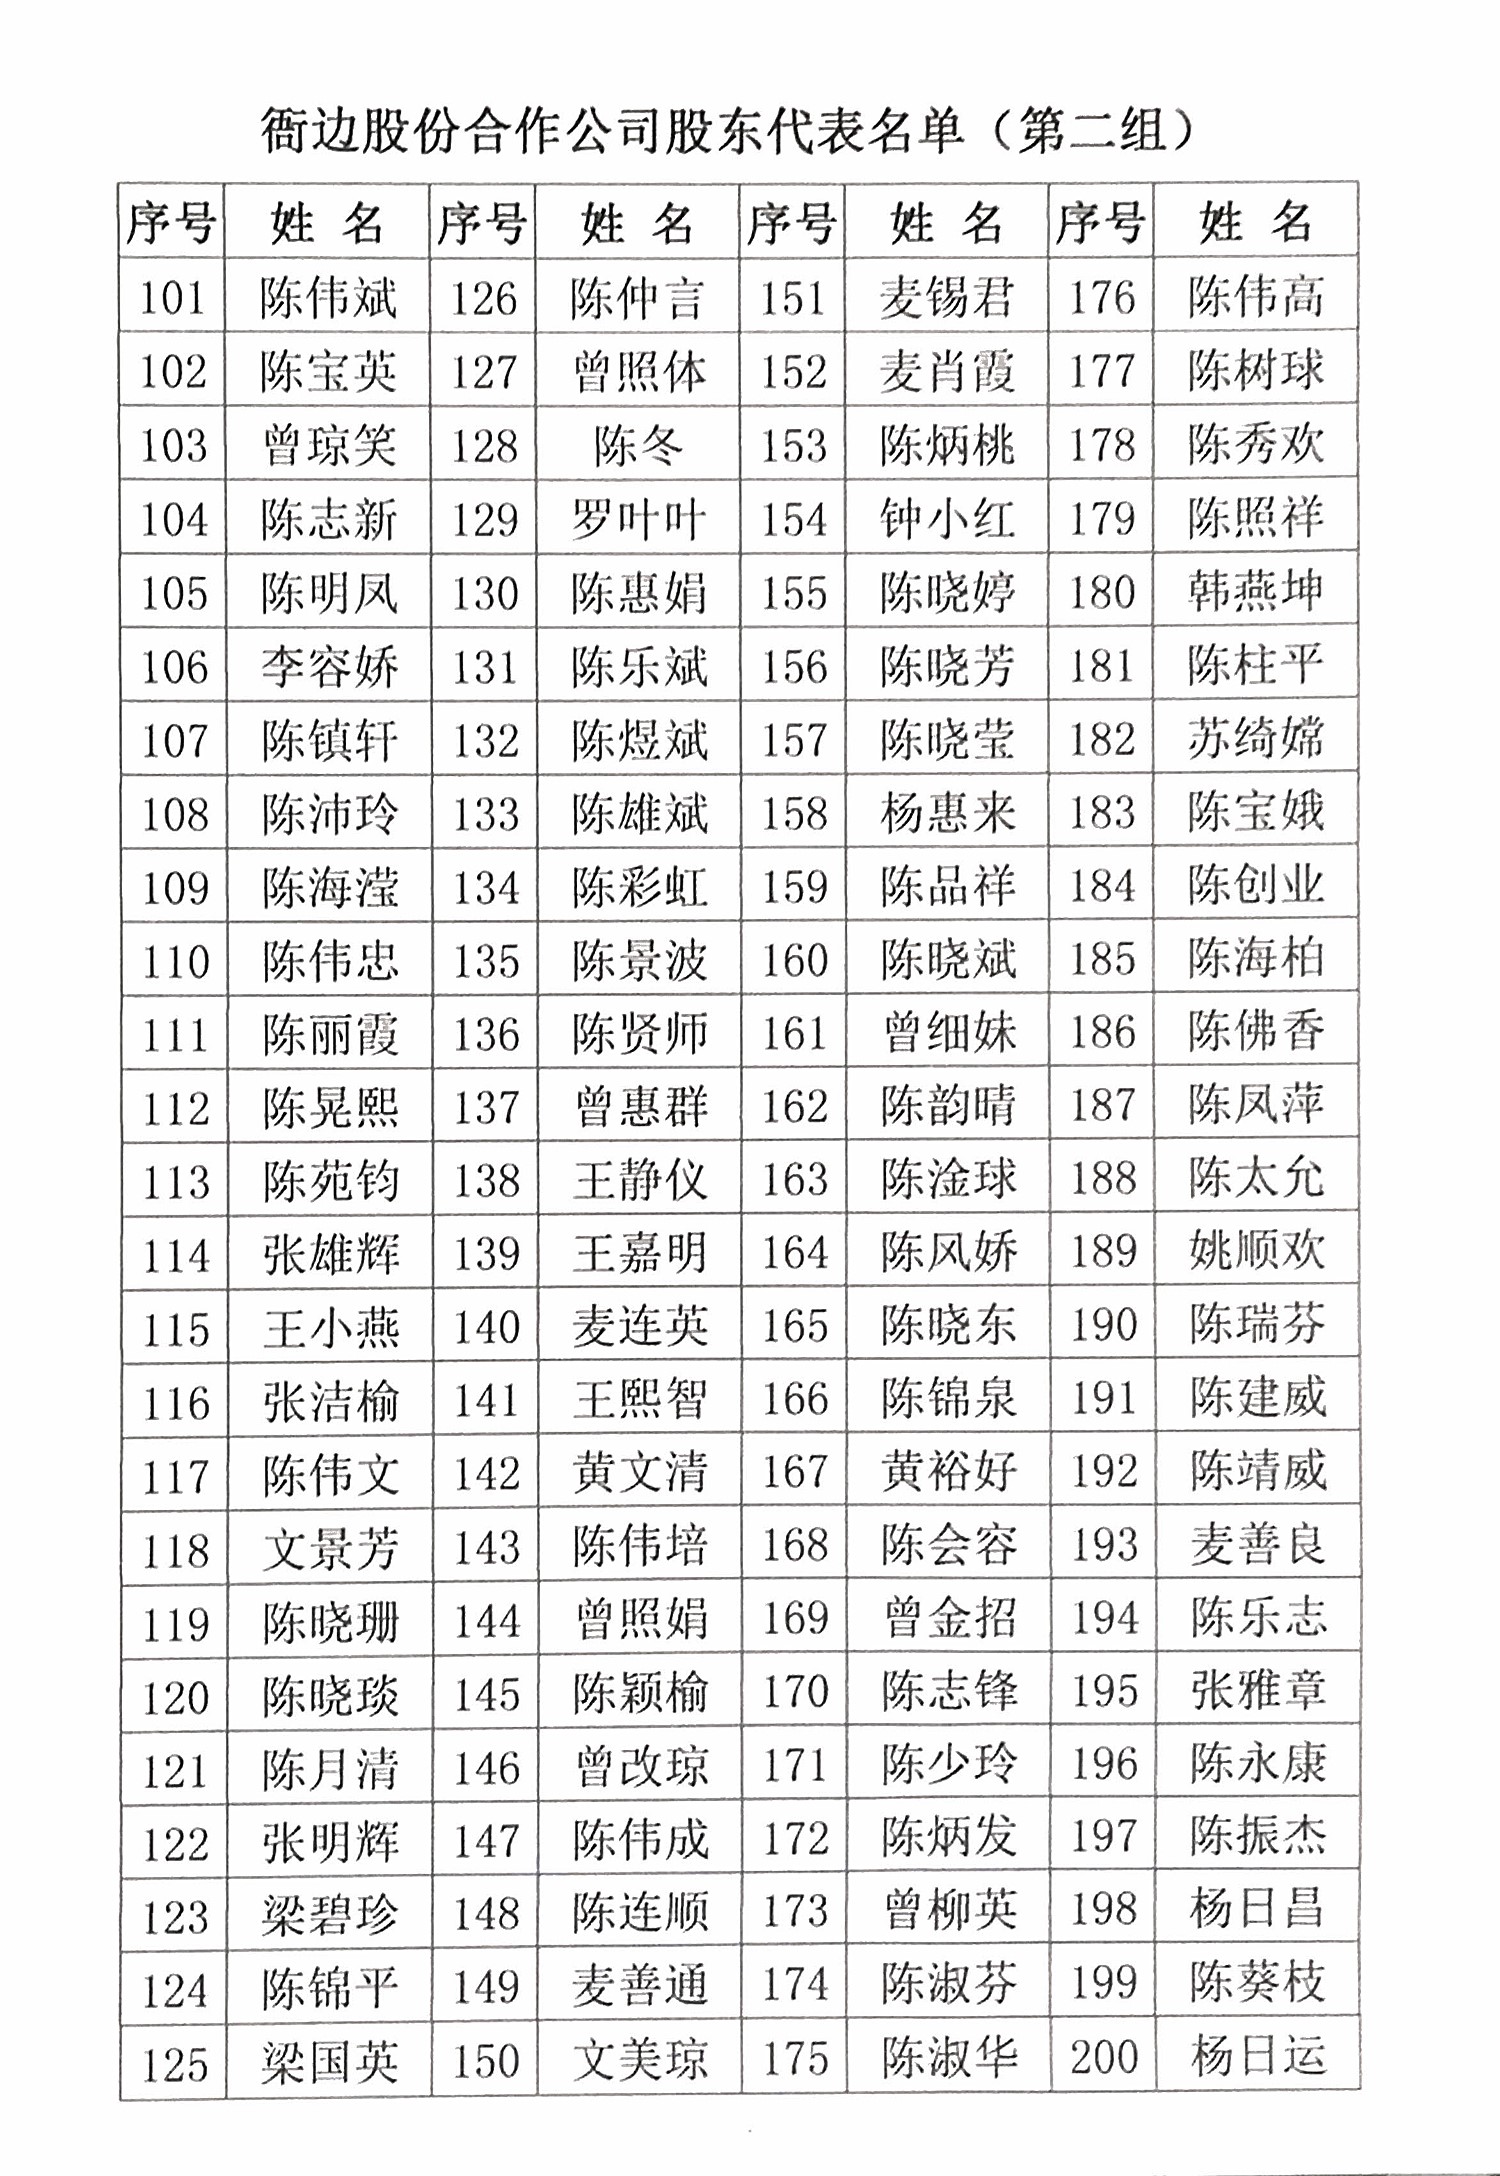 衙边股份合作公司股东代表名单（第二组）
序号 姓 名 序号 姓 名 序号 姓 名 序号 姓 名
101 陈伟斌 126 陈仲言 151 麦锡君 176 陈伟高
102 陈宝英 127 曾照体 152 麦肖霞 177 陈树球
103 曾琼笑 128 陈冬 153 陈炳桃 178 陈秀欢
104 陈志新 129 罗叶叶 154 钟小红 179 陈照祥
105 陈明凤 130 陈惠娟 155 陈晓婷 180 韩燕坤
106 李容娇 131 陈乐斌 156 陈晓芳 181 陈柱平
107 陈镇轩 132 陈煜斌 157 陈晓莹 182 苏绮嫦
108 陈沛玲 133 陈雄斌 158 杨惠来 183 陈宝娥
109 陈海滢 134 陈彩虹 159 陈品祥 184 陈创业
110 陈伟忠 135 陈景波 160 陈晓斌 185 陈海柏
111 陈丽霞 136 陈贤师 161 曾细妹 186 陈佛香
112 陈晃熙 137 曾惠群 162 陈韵晴 187 陈凤萍
113 陈苑钧 138 王静仪 163 陈淦球 188 陈太允
114 张雄辉 139 王嘉明 164 陈风娇 189 姚顺欢
115 王小燕 140 麦连英 165 陈晓东 190 陈瑞芬
116 张洁榆 141 王熙智 166 陈锦泉 191 陈建威
117 陈伟文 142 黄文清 167 黄裕好 192 陈靖威
118 文景芳 143 陈伟培 168 陈会容 193 麦善良
119 陈晓珊 144 曾照娟 169 曾金招 194 陈乐志
120 陈晓琰 145 陈颖榆 170 陈志锋 195 张雅章
121 陈月清 146 曾改琼 171 陈少玲 196 陈永康
122 张明辉 147 陈伟成 172 陈炳发 197 陈振杰
123 梁碧珍 148 陈连顺 173 曾柳英 198 杨日昌
124 陈锦平 149 麦善通 174 陈淑芬 199 陈葵枝
125 梁国英 150 文美琼 175 陈淑华 200 杨日运